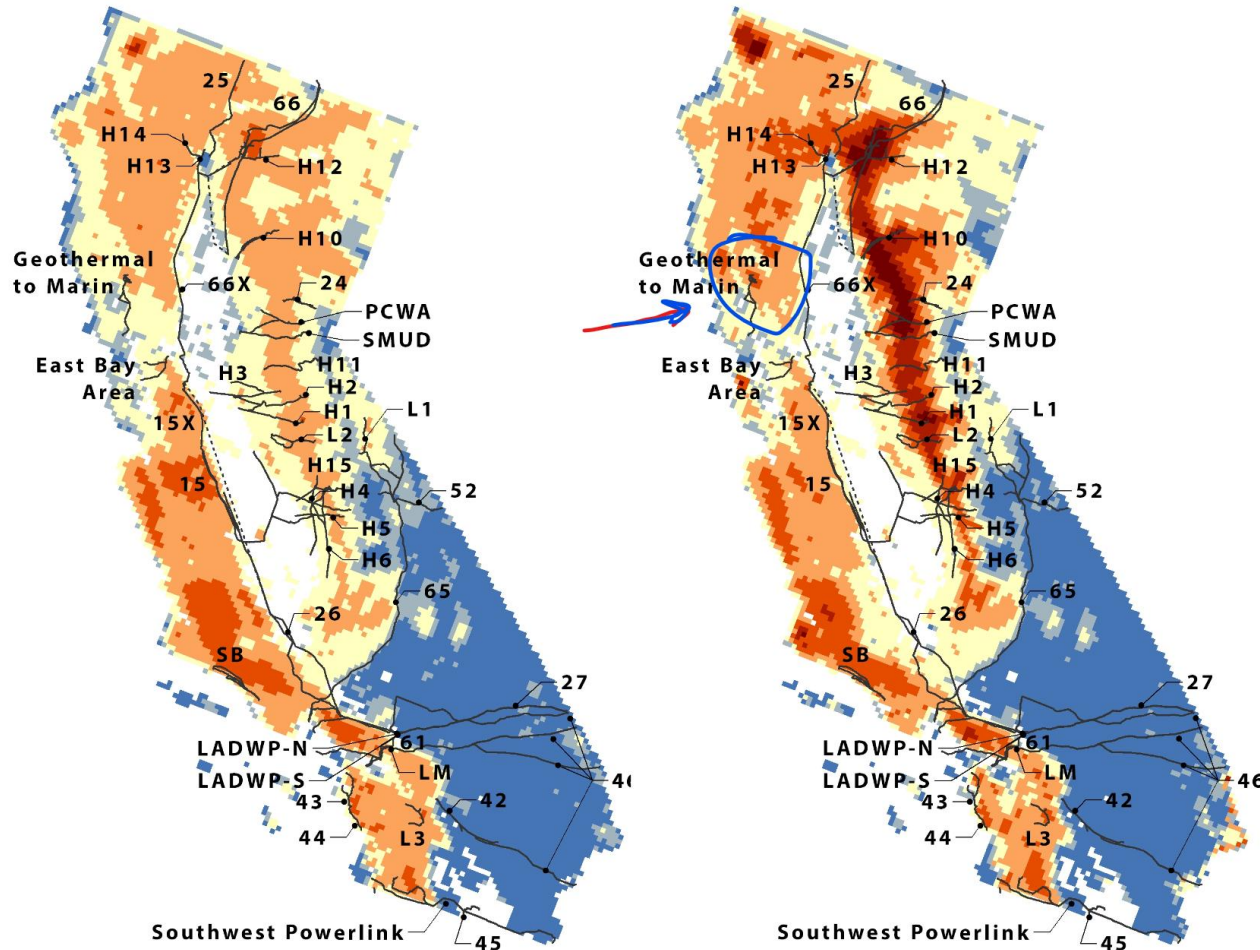 25
66
H14
H13
H12
H10
Geothermal
to Marin
66X
24
PCWA
SMUD
East Bay
Area
H3
H11
H2
15X
H1
L1
L2
H15
15
H4
52
H5
H6
65
26
SB
27
LADWP-N
61
LADWP-S
LM
46
43
42
44
L3
Southwest Powerlink
45
25
66
H14
H13
H12
H10
Geothermal
to Marin
66X
24
PCWA
SMUD
East Bay
Area
H3
H11
H2
15X
H1
L1
L2
H15
15
H4
52
H5
H6
65
26
SB
27
LADWP-N
61
LADWP-S
LM
46
43
42
44
L3
Southwest Powerlink
45